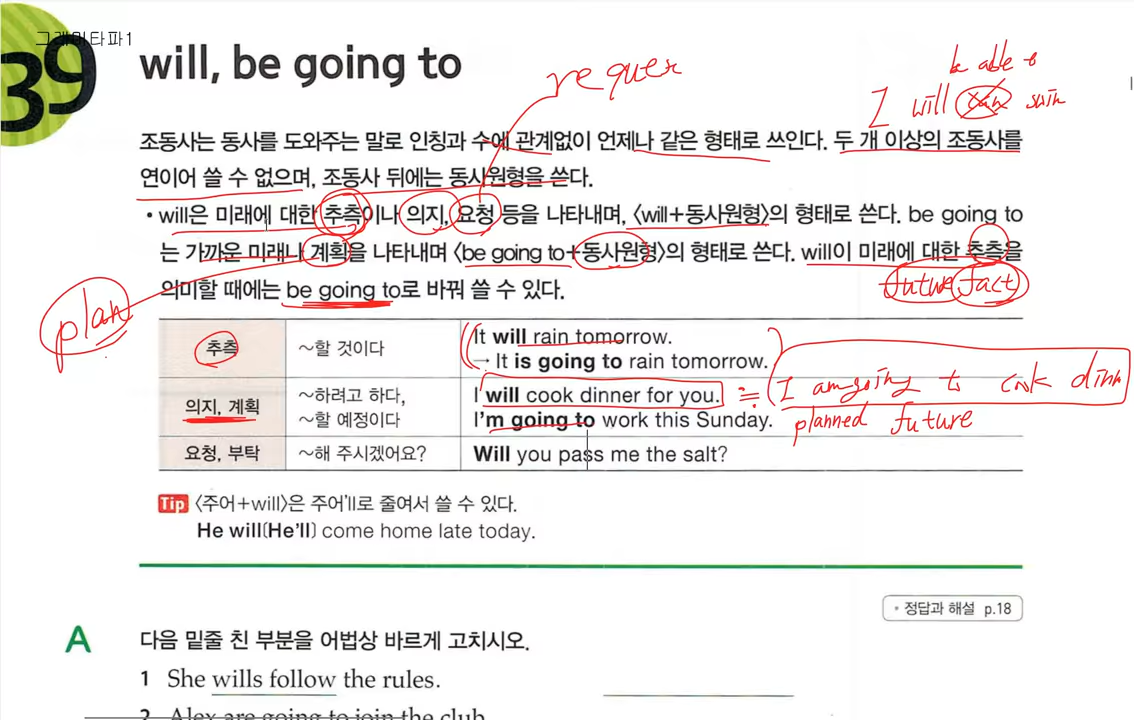 그래머타파1
39 will, be going to
be able
I will can swim
조동사는 동사를 도와주는 말로 인칭과 수에 관계없이 언제나 같은 형태로 쓰인다. 두 개 이상의 조동사를
연이어 쓸 수 없으며, 조동사 뒤에는 동사원형을 쓴다.
• will은 미래에 대한 추측이나 의지, 요청 등을 나타내며, 〈will+동사원형〉의 형태로 쓴다. be going to
는 가까운 미래나 계획을 나타내며 〈be going to+동사원형〉의 형태로 쓴다. will이 미래에 대한 추측을
의미할 때에는 be going to로 바꿔 쓸 수 있다.
future fact
plan
추측 ~할 것이다 It will rain tomorrow.
→ It is going to rain tomorrow.
의지, 계획 ~하려고 하다, I will cook dinner for you. ≒ I am going to cook dinn
~할 예정이다 I'm going to work this Sunday. planned future
요청, 부탁 ~해 주시겠어요? Will you pass me the salt?
Tip 〈주어+will〉은 주어'll로 줄여서 쓸 수 있다.
He will(He'll) come home late today.
• 정답과 해설 p.18
A 다음 밑줄 친 부분을 어법상 바르게 고치시오.
1 She wills follow the rules.
2 Alex are going to join the club.